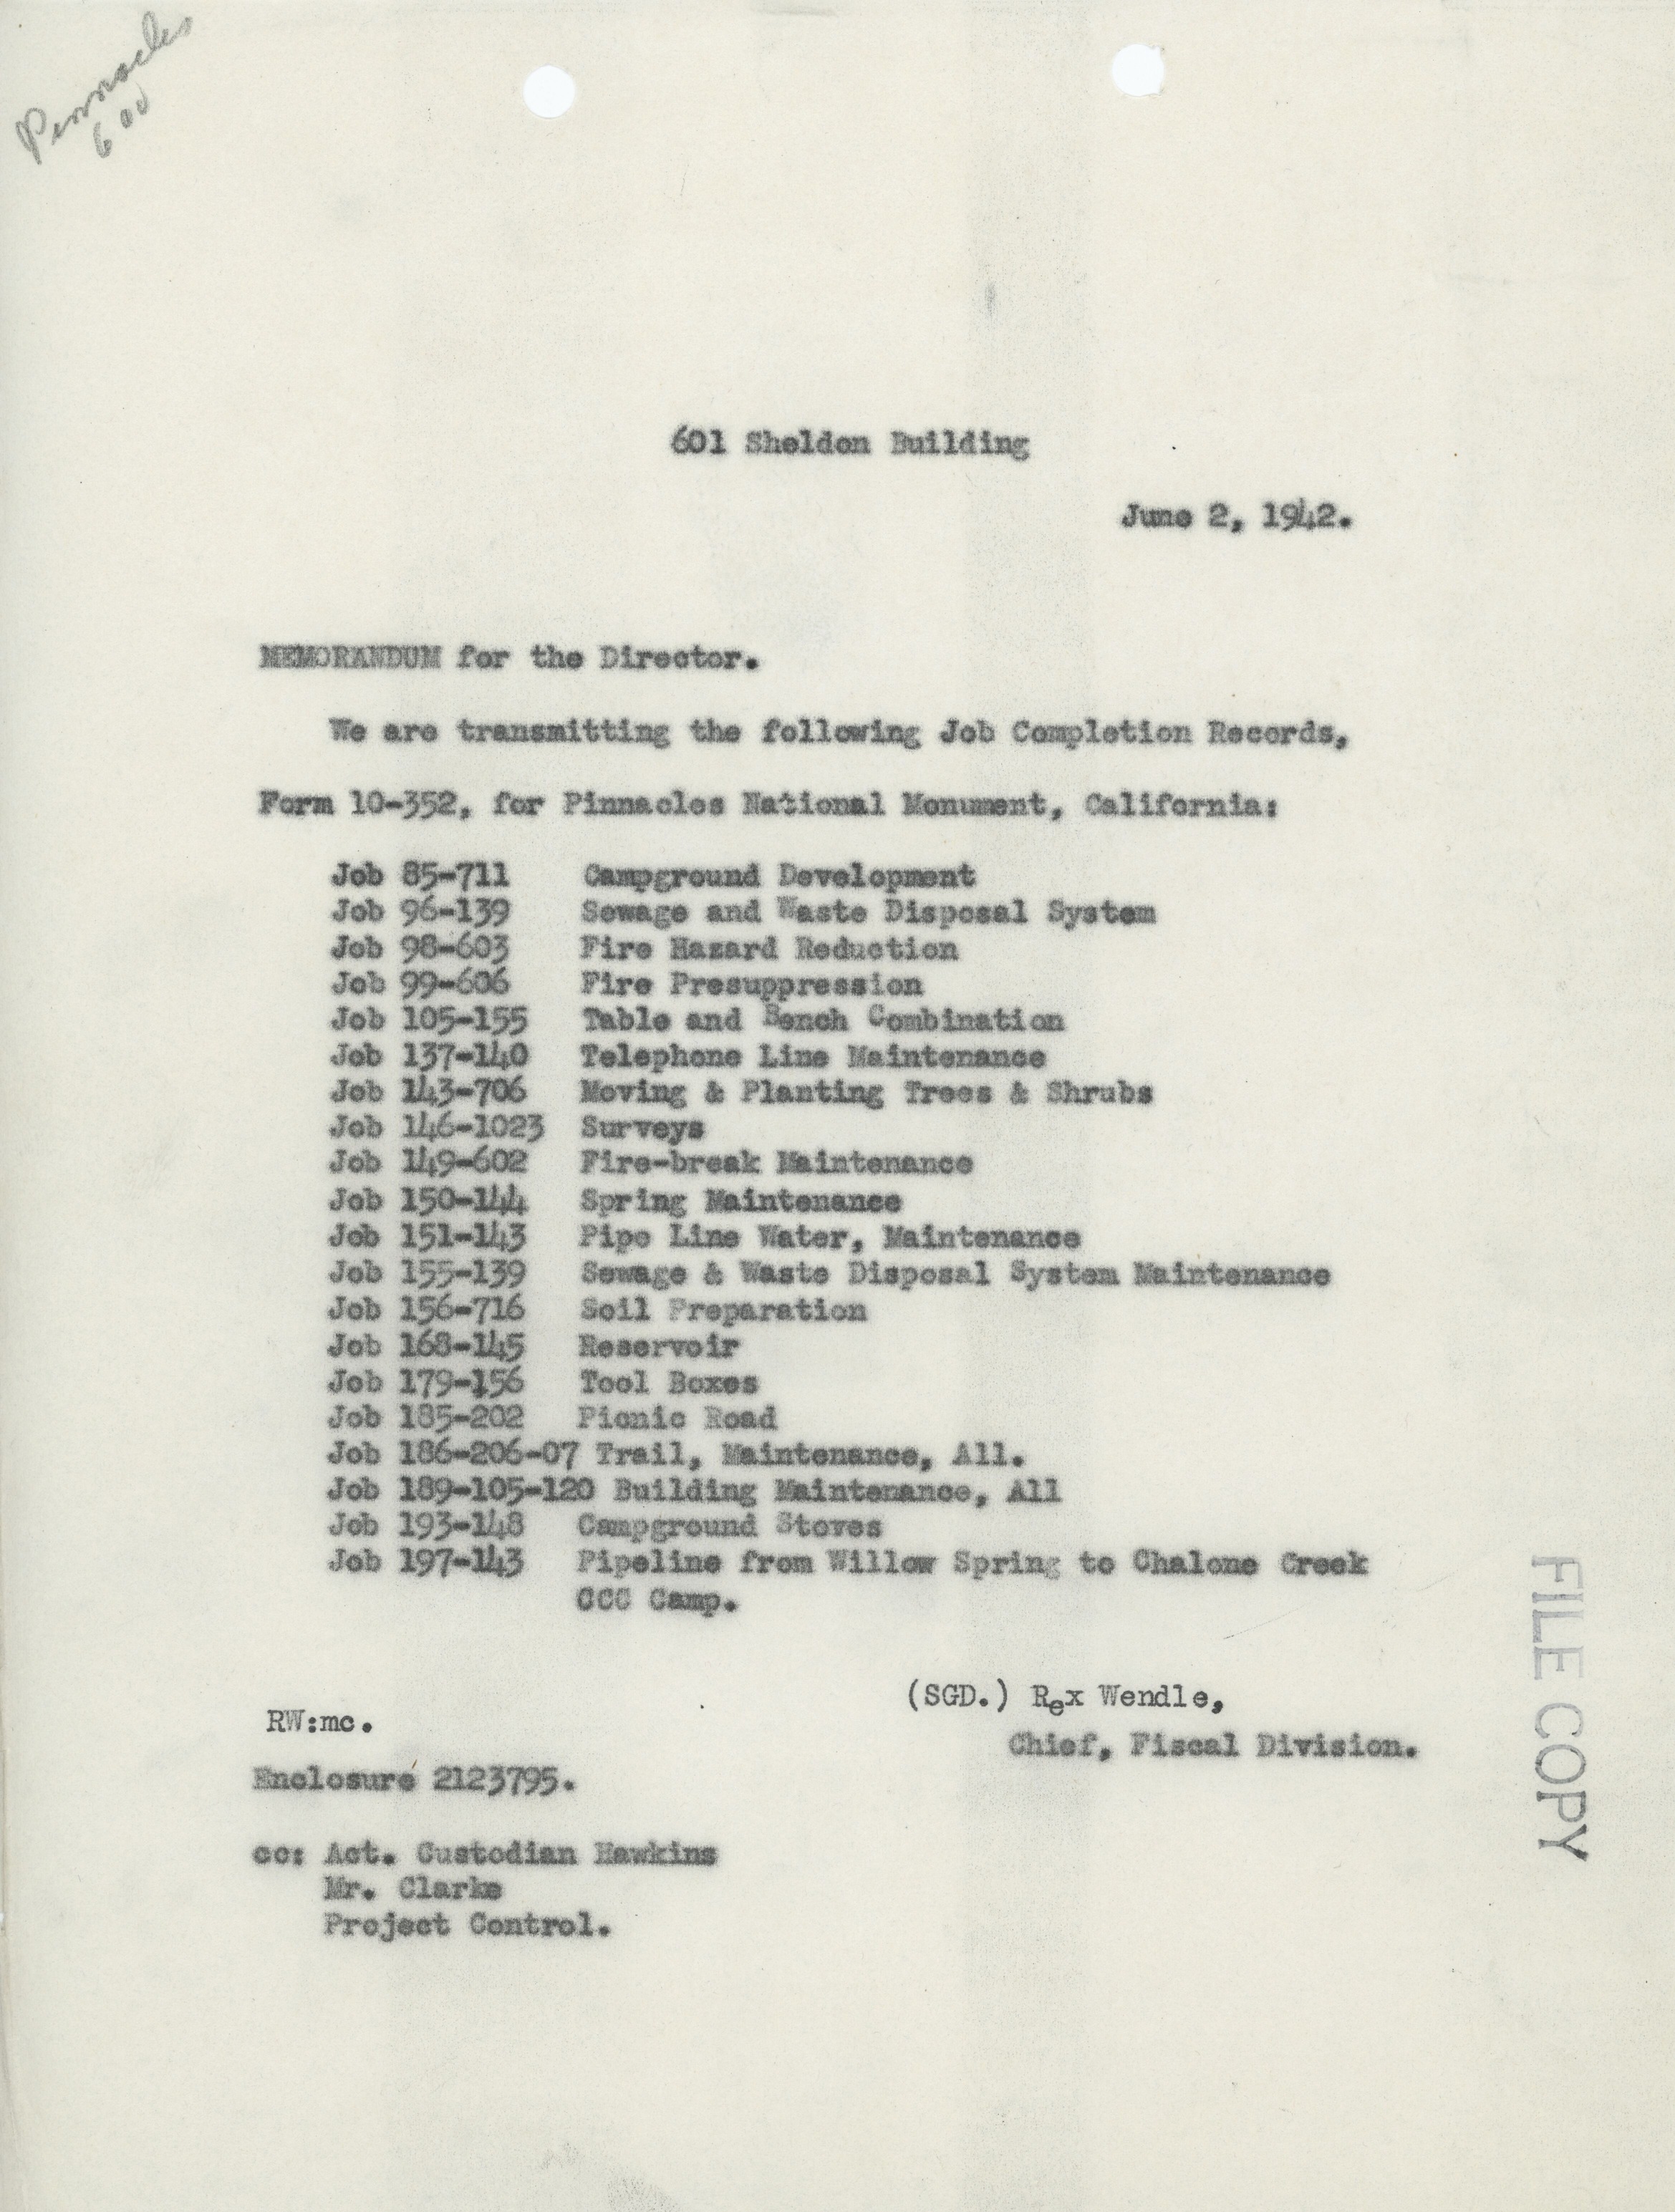 Pinnacles
600
601 Sheldon Building
June 2, 1942.
MEMORANDUM for the Director.
We are transmitting the following Job Completion Records,
Form 10-352, for Pinnacles National Monument, California:
Job 85-711 Campground Development
Job 96-139 Sewage and Waste Disposal System
Job 98-603 Fire Hazard Reduction
Job 99-606 Fire Presuppression
Job 105-155 Table and Bench Combination
Job 137-140 Telephone Line Maintenance
Job 143-706 Moving & Planting Trees & Shrubs
Job 146-1023 Surveys
Job 149-602 Fire-break Maintenance
Job 150-144 Spring Maintenance
Job 151-143 Pipe Line Water, Maintenance
Job 155-139 Sewage & Waste Disposal System Maintenance
Job 156-716 Soil Preparation
Job 168-145 Reservoir
Job 179-156 Tool Boxes
Job 185-202 Picnic Road
Job 186-206-07 Trail, Maintenance, All.
Job 189-105-120 Building Maintenance, All
Job 193-148 Campground Stoves
Job 197-143 Pipeline from Willow Spring to Chalone Creek
CCC Camp.
(SGD.) Rex Wendle,
RW:mc.
Chief, Fiscal Division.
Enclosure 2123795.
cc: Act. Custodian Hawkins
Mr. Clarke
Project Control.
FILE COPY